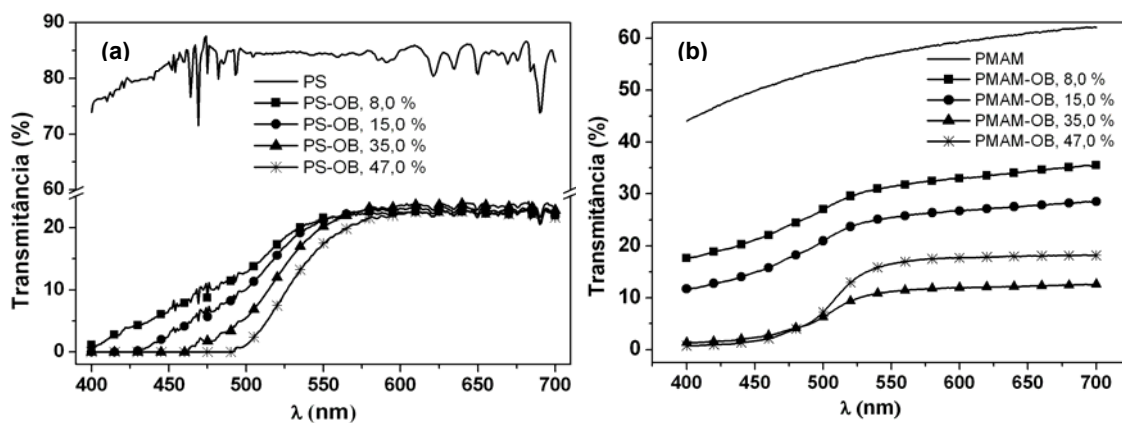 (a)
Transmitância (%)
90
85
80
75
70
65
60
20
10
0
PS
PS-OB, 8,0 %
PS-OB, 15,0 %
PS-OB, 35,0 %
PS-OB, 47,0 %
400
450
500
550
600
650
700
λ (nm)
(b)
Transmitância (%)
60
50
40
30
20
10
0
PMAM
PMAM-OB, 8,0 %
PMAM-OB, 15,0 %
PMAM-OB, 35,0 %
PMAM-OB, 47,0 %
400
450
500
550
600
650
700
λ (nm)